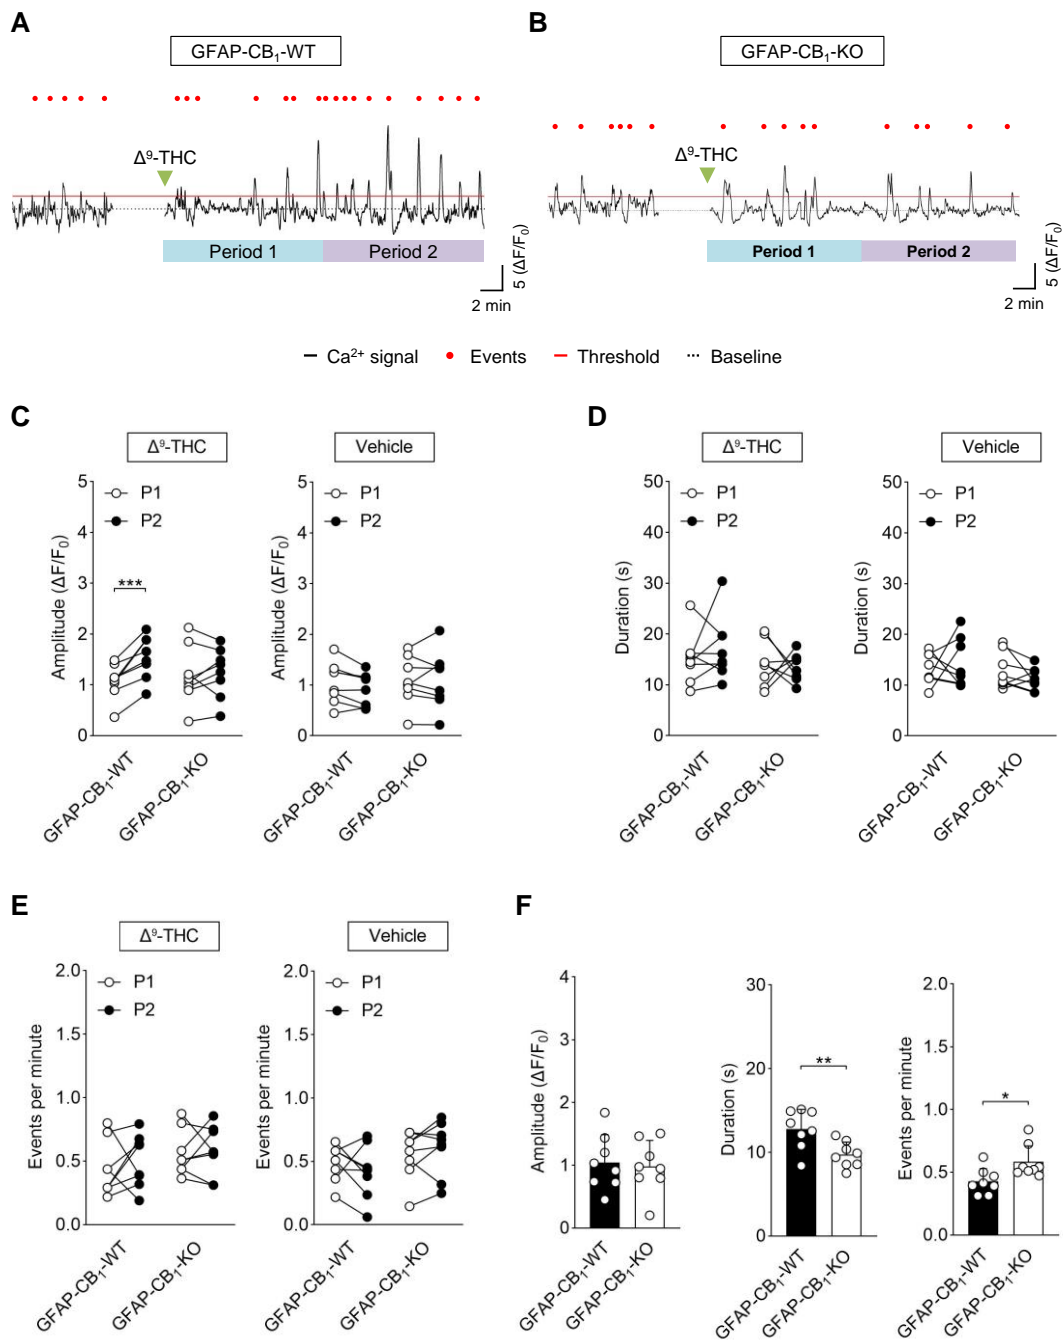 A
B
GFAP-CB₁-WT
GFAP-CB₁-KO
Δ⁹-THC
Δ⁹-THC
Period 1
Period 2
5 (ΔF/F₀)
2 min
Period 1
Period 2
5 (ΔF/F₀)
2 min
Ca²⁺ signal
Events
Threshold
Baseline
C
Δ⁹-THC
Vehicle
Amplitude (ΔF/F₀)
5
4
3
2
1
0
P1
P2
***
GFAP-CB₁-WT
GFAP-CB₁-KO
Amplitude (ΔF/F₀)
5
4
3
2
1
0
P1
P2
GFAP-CB₁-WT
GFAP-CB₁-KO
D
Δ⁹-THC
Vehicle
Duration (s)
50
40
30
20
10
0
P1
P2
GFAP-CB₁-WT
GFAP-CB₁-KO
Duration (s)
50
40
30
20
10
0
P1
P2
GFAP-CB₁-WT
GFAP-CB₁-KO
E
Δ⁹-THC
Vehicle
Events per minute
2.0
1.5
1.0
0.5
0.0
P1
P2
GFAP-CB₁-WT
GFAP-CB₁-KO
Events per minute
2.0
1.5
1.0
0.5
0.0
P1
P2
GFAP-CB₁-WT
GFAP-CB₁-KO
F
Amplitude (ΔF/F₀)
4
3
2
1
0
GFAP-CB₁-WT
GFAP-CB₁-KO
Duration (s)
30
20
10
0
**
GFAP-CB₁-WT
GFAP-CB₁-KO
Events per minute
2.0
1.5
1.0
0.5
0.0
*
GFAP-CB₁-WT
GFAP-CB₁-KO